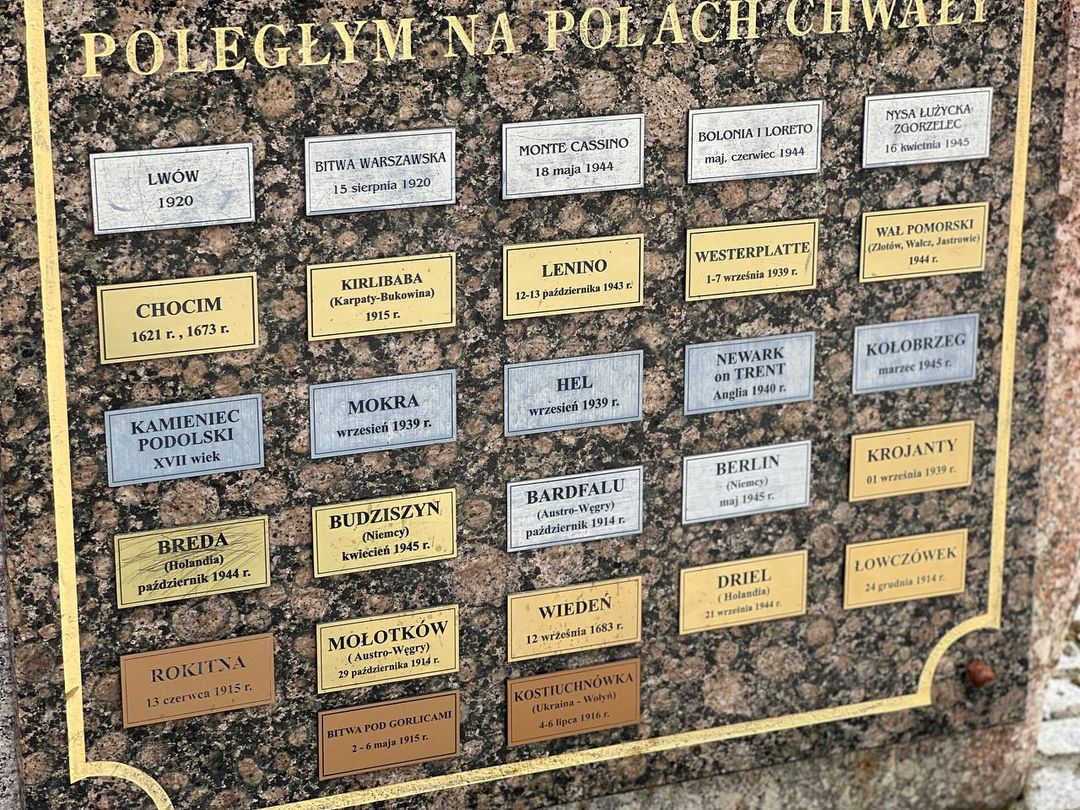 POLEGŁYM NA POLACH CHWAŁY
LWÓW
1920
BITWA WARSZAWSKA
15 sierpnia 1920
MONTE CASSINO
18 maja 1944
BOLONIA I LORETO
maj, czerwiec 1944
NYSA ŁUŻYCKA
ZGORZELEC
16 kwietnia 1945
CHOCIM
1621 r. , 1673 r.
KIRLIBABA
(Karpaty-Bukowina)
1915 r.
LENINO
12-13 października 1943 r.
WESTERPLATTE
1-7 września 1939 r.
WAŁ POMORSKI
(Złotów, Wałcz, Jastrowie)
1944 r.
KAMIENIEC
PODOLSKI
XVII wiek
MOKRA
wrzesień 1939 r.
HEL
wrzesień 1939 r.
NEWARK
on TRENT
Anglia 1940 r.
KOŁOBRZEG
marzec 1945 r.
BREDA
(Holandia)
październik 1944 r.
BUDZISZYN
(Niemcy)
kwiecień 1945 r.
BARDFALU
(Austro-Węgry)
październik 1914 r.
BERLIN
(Niemcy)
maj 1945 r.
KROJANTY
01 września 1939 r.
ROKITNA
13 czerwca 1915 r.
MOŁOTKÓW
( Austro-Węgry)
29 października 1914 r.
WIEDEŃ
12 września 1683 r.
DRIEL
( Holandia)
21 września 1944 r.
ŁOWCZÓWEK
24 grudnia 1914 r.
BITWA POD GORLICAMI
2 - 6 maja 1915 r.
KOSTIUCHNÓWKA
(Ukraina - Wołyń)
4-6 lipca 1916 r.